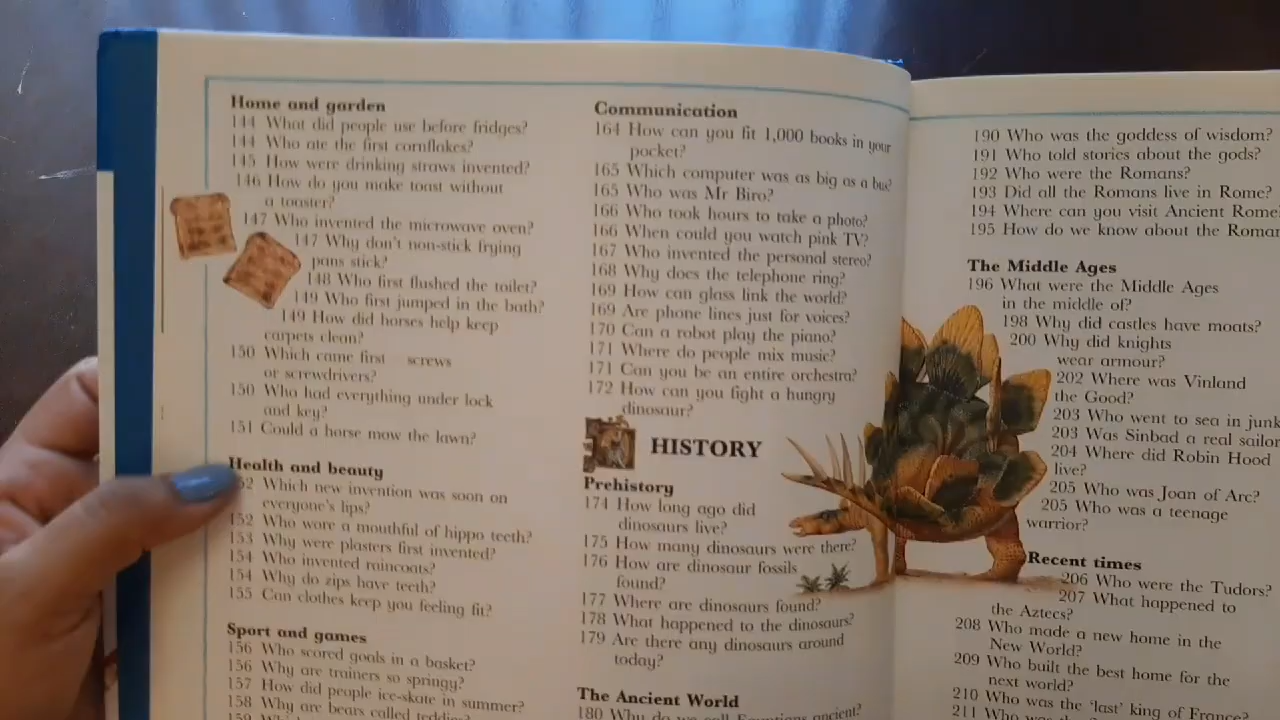 Home and garden
144 What did people use before fridges?
144 Who ate the first cornflakes?
145 How were drinking straws invented?
146 How do you make toast without
a toaster?
147 Who invented the microwave oven?
147 Why don't non-stick frying
pans stick?
148 Who first flushed the toilet?
149 Who first jumped in the bath?
149 How did horses help keep
carpets clean?
150 Which came first screws
or screwdrivers?
150 Who had everything under lock
and key?
151 Could a horse mow the lawn?
Health and beauty
52 Which new invention was soon on
everyone's lips?
152 Who wore a mouthful of hippo teeth?
153 Why were plasters first invented?
154 Who invented raincoats?
154 Why do zips have teeth?
155 Can clothes keep you feeling fit?
Sport and games
156 Who scored goals in a basket?
156 Why are trainers so springy?
157 How did people ice-skate in summer?
158 Why are bears called teddies?
159
Communication
164 How can you fit 1,000 books in your
pocket?
165 Which computer was as big as a bus?
165 Who was Mr Biro?
166 Who took hours to take a photo?
166 When could you watch pink TV?
167 Who invented the personal stereo?
168 Why does the telephone ring?
169 How can glass link the world?
169 Are phone lines just for voices?
170 Can a robot play the piano?
171 Where do people mix music?
171 Can you be an entire orchestra?
172 How can you fight a hungry
dinosaur?
HISTORY
Prehistory
174 How long ago did
dinosaurs live?
175 How many dinosaurs were there?
176 How are dinosaur fossils
found?
177 Where are dinosaurs found?
178 What happened to the dinosaurs?
179 Are there any dinosaurs around
today?
The Ancient World
180 Why do we call Egyptians ancient?
190 Who was the goddess of wisdom?
191 Who told stories about the gods?
192 Who were the Romans?
193 Did all the Romans live in Rome?
194 Where can you visit Ancient Rome
195 How do we know about the Roman
The Middle Ages
196 What were the Middle Ages
in the middle of?
198 Why did castles have moats?
200 Why did knights
wear armour?
202 Where was Vinland
the Good?
203 Who went to sea in junk
203 Was Sinbad a real sailor
204 Where did Robin Hood
live?
205 Who was Joan of Arc?
205 Who was a teenage
warrior?
Recent times
206 Who were the Tudors?
207 What happened to
the Aztecs?
208 Who made a new home in the
New World?
209 Who built the best home for the
next world?
210 Who was the 'last' king of France?
211 Who was the